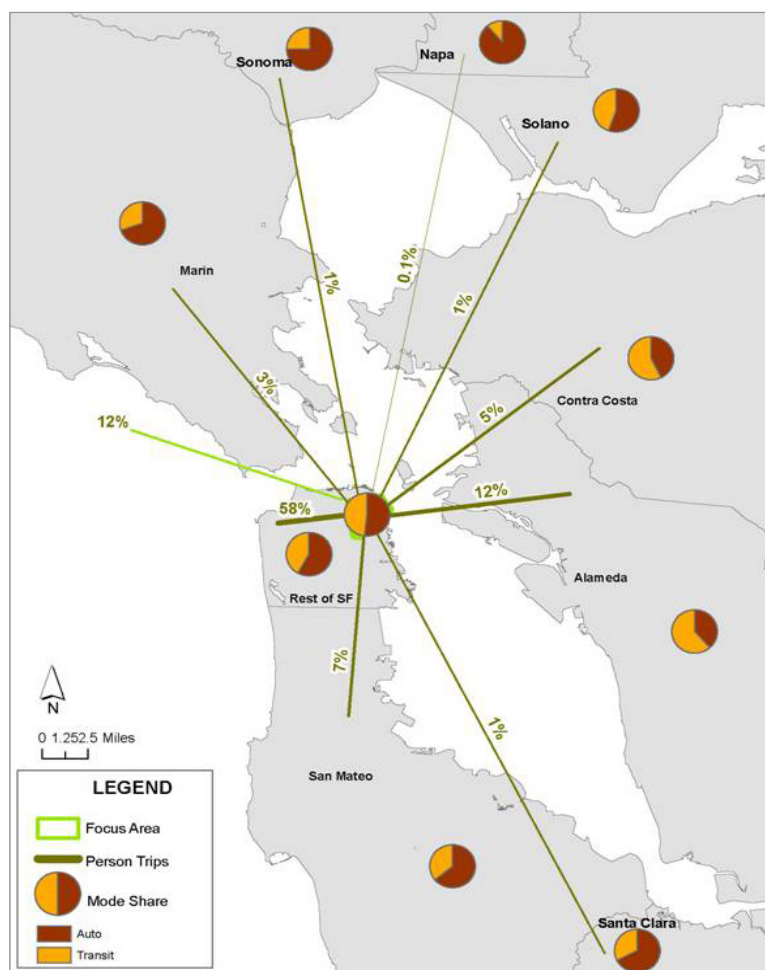 Sonoma
Napa
Solano
Marin
1%
0.1%
1%
3%
5%
Contra Costa
12%
12%
58%
Alameda
Rest of SF
7%
N
0 1.252.5 Miles
1%
San Mateo
LEGEND
Focus Area
Person Trips
Mode Share
Auto
Transit
Santa Clara